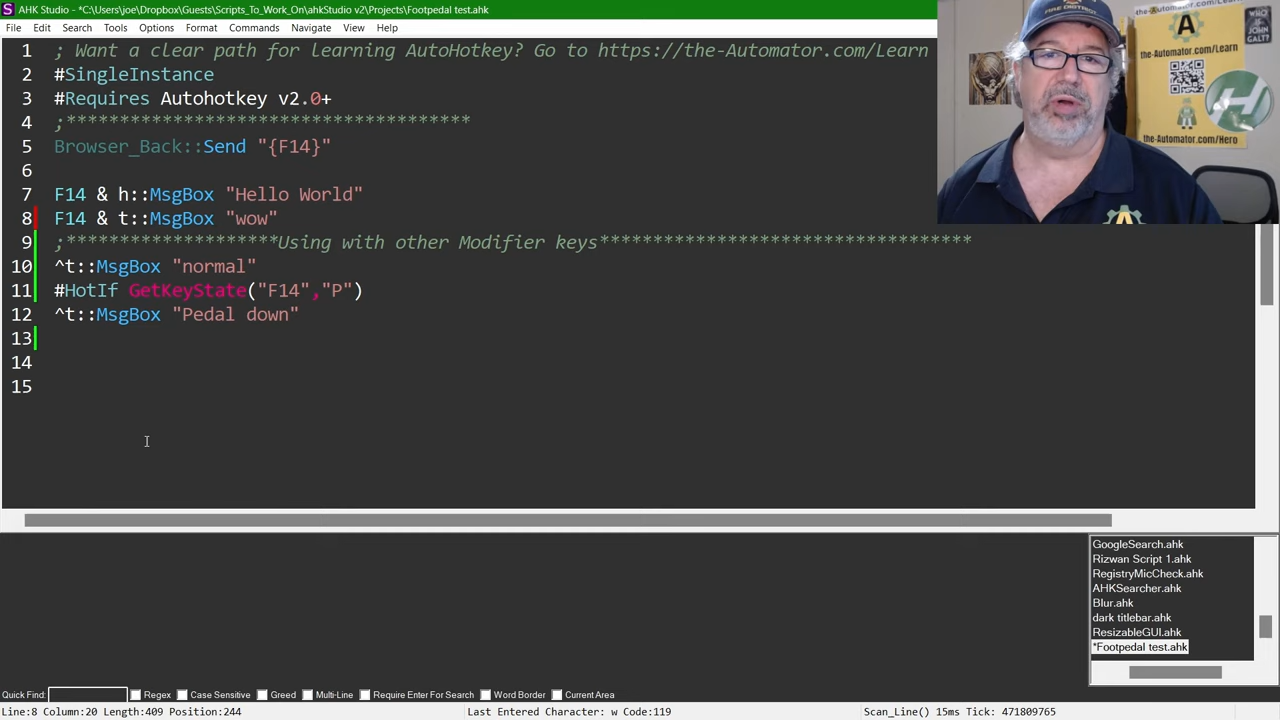 AHK Studio - *C:\Users\joe\Dropbox\Guests\Scripts_To_Work_On\ahkStudio v2\Projects\Footpedal test.ahk
File Edit Search Tools Options Format Commands Navigate View Help
1 ; Want a clear path for learning AutoHotkey? Go to https://the-Automator.com/Learn
2 #SingleInstance
3 #Requires Autohotkey v2.0+
4 ;**************************************
5 Browser_Back::Send "{F14}"
6
7 F14 & h::MsgBox "Hello World"
8 F14 & t::MsgBox "wow"
9 ;********************Using with other Modifier keys***********************************
10 ^t::MsgBox "normal"
11 #HotIf GetKeyState("F14","P")
12 ^t::MsgBox "Pedal down"
13
14
15
FIRE DISTRICT
the-Automator.com/Learn
the-Automator.com/Hero
WHO IS JOHN GALT?
GoogleSearch.ahk
Rizwan Script 1.ahk
RegistryMicCheck.ahk
AHKSearcher.ahk
Blur.ahk
dark titlebar.ahk
ResizableGUI.ahk
*Footpedal test.ahk
Quick Find: Regex Case Sensitive Greed Multi-Line Require Enter For Search Word Border Current Area
Line:8 Column:20 Length:409 Position:244 Last Entered Character: w Code:119 Scan_Line() 15ms Tick: 471809765